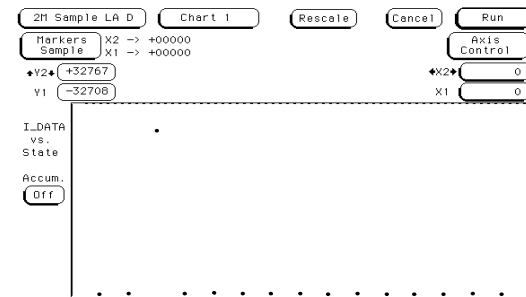 2M Sample LA D Chart 1 Rescale Cancel Run
Markers Sample X2 -> +00000
X1 -> +00000
Axis Control
Y2 +32767 X2 0
Y1 -32708 X1 0
I_DATA
vs.
State
Accum.
Off